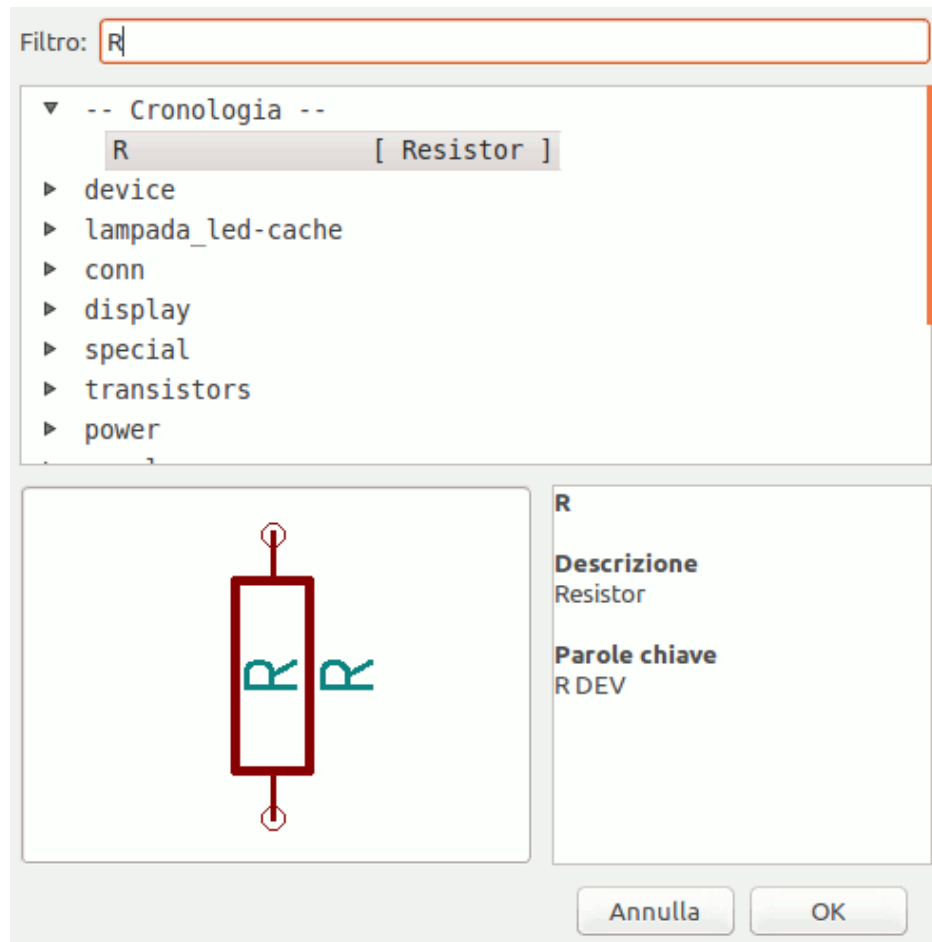 Filtro: R
-- Cronologia --
R [ Resistor ]
device
lampada_led-cache
conn
display
special
transistors
power
R
Descrizione
Resistor
Parole chiave
R DEV
R R
Annulla OK